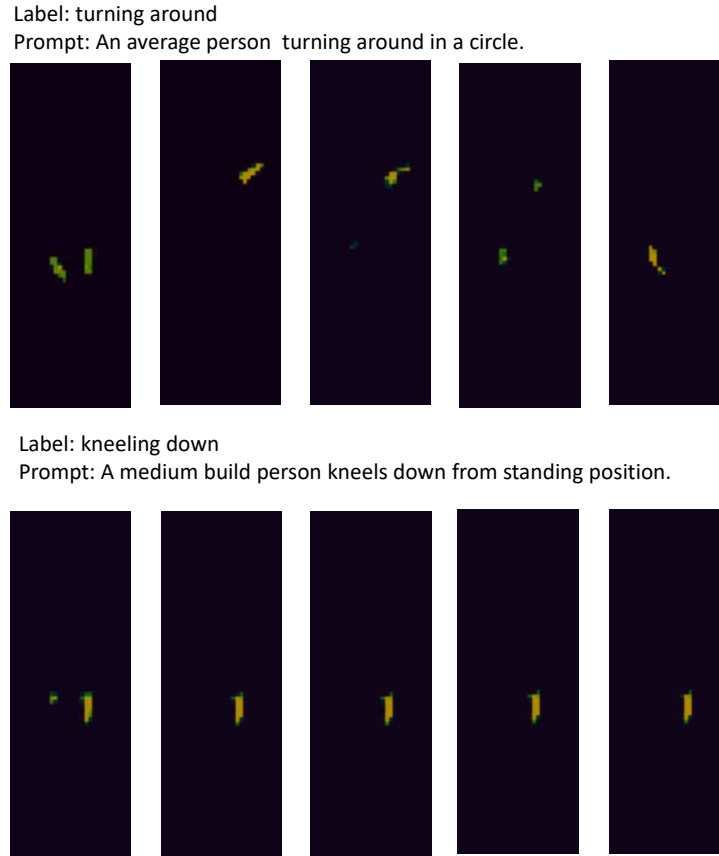 Label: turning around
Prompt: An average person  turning around in a circle.
Label: kneeling down
Prompt: A medium build person kneels down from standing position.